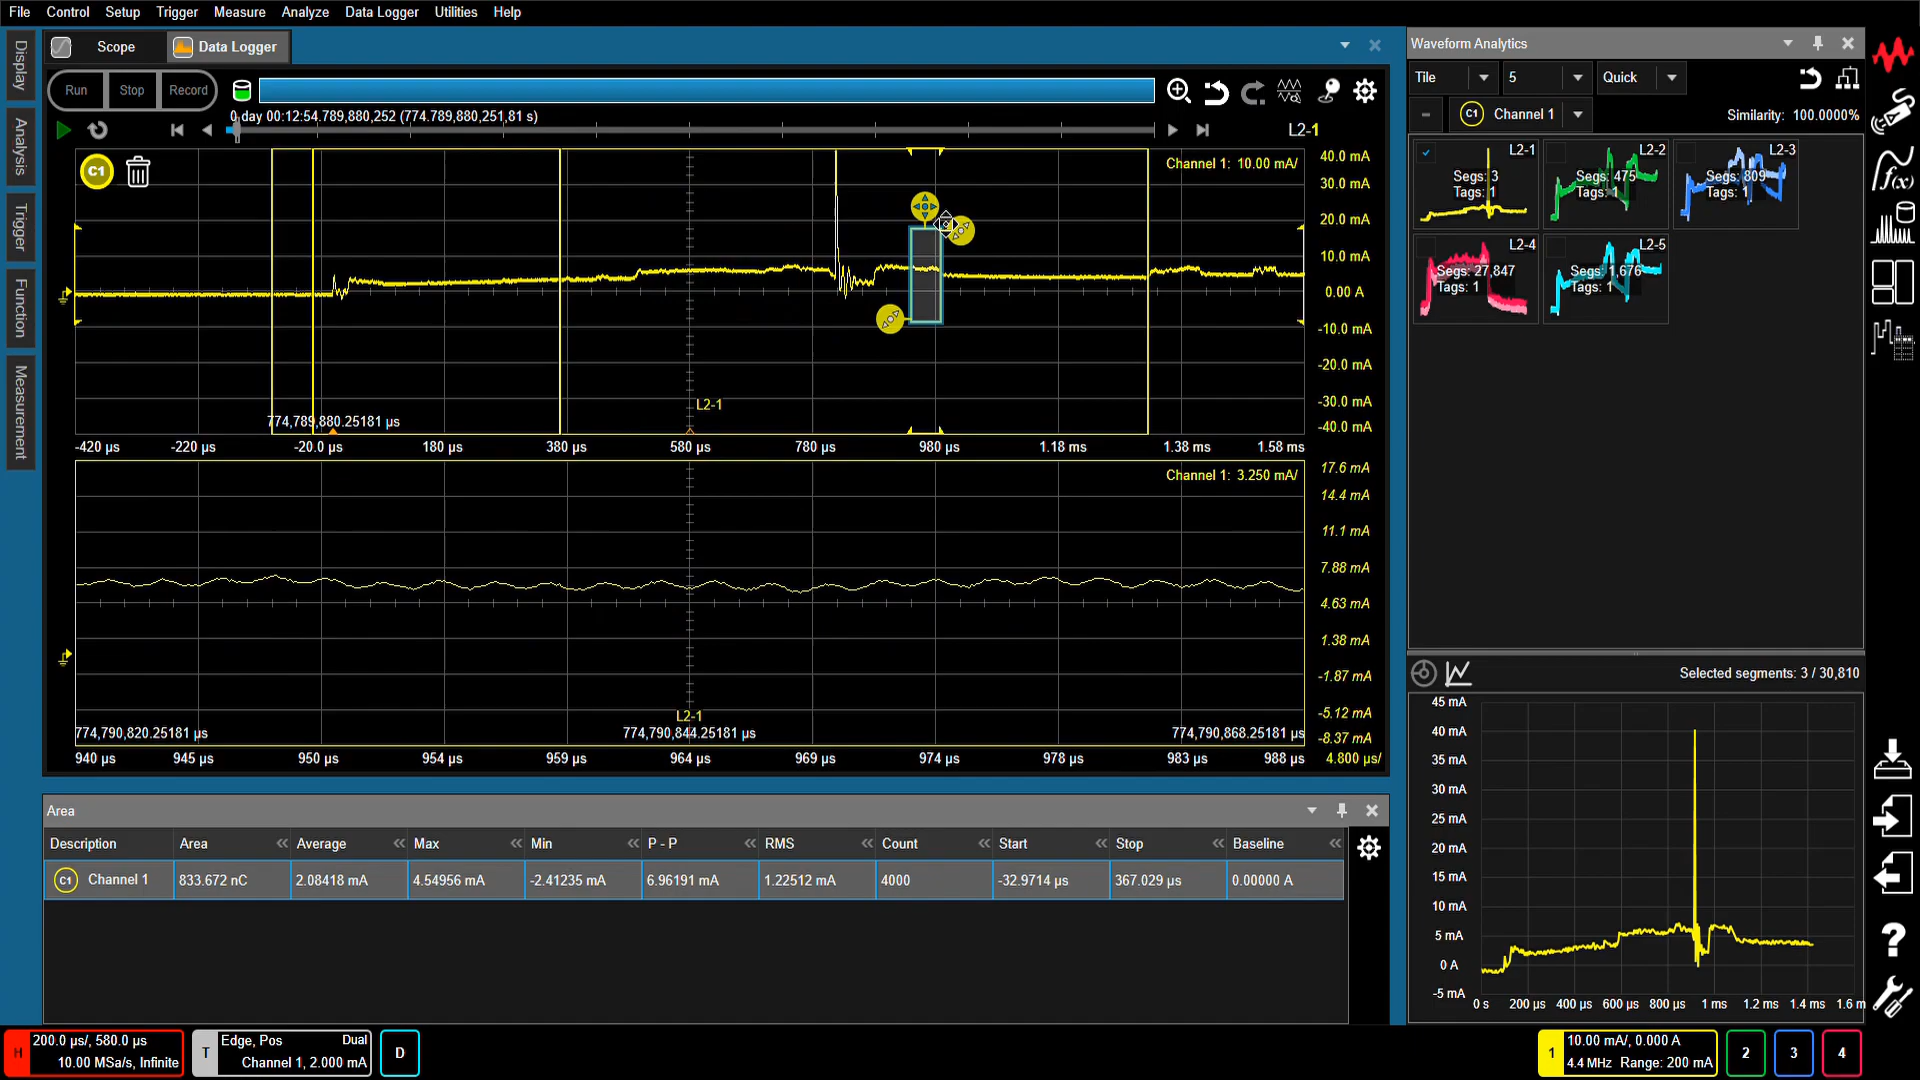 File Control Setup Trigger Measure Analyze Data Logger Utilities Help
Display
Analysis
Trigger
Function
Measurement
Scope Data Logger
Run Stop Record
0 day 00:12:54.789,880,252 (774.789,880,251,81 s)
L2-1
C1
Channel 1: 10.00 mA/
40.0 mA
30.0 mA
20.0 mA
10.0 mA
0.00 A
-10.0 mA
-20.0 mA
-30.0 mA
-40.0 mA
L2-1
774,789,880.25181 µs
-420 µs -220 µs -20.0 µs 180 µs 380 µs 580 µs 780 µs 980 µs 1.18 ms 1.38 ms 1.58 ms
Channel 1: 3.250 mA/
17.6 mA
14.4 mA
11.1 mA
7.88 mA
4.63 mA
1.38 mA
-1.87 mA
-5.12 mA
-8.37 mA
L2-1
774,790,820.25181 µs 774,790,844.25181 µs 774,790,868.25181 µs
940 µs 945 µs 950 µs 954 µs 959 µs 964 µs 969 µs 974 µs 978 µs 983 µs 988 µs 4.800 µs/
Area
Description Area Average Max Min P - P RMS Count Start Stop Baseline
C1 Channel 1 833.672 nC 2.08418 mA 4.54956 mA -2.41235 mA 6.96191 mA 1.22512 mA 4000 -32.9714 µs 367.029 µs 0.00000 A
Waveform Analytics
Tile 5 Quick
C1 Channel 1 Similarity: 100.0000%
L2-1
Segs: 3
Tags: 1
L2-2
Segs: 475
Tags: 1
L2-3
Segs: 809
Tags: 1
L2-4
Segs: 27,847
Tags: 1
L2-5
Segs: 1,676
Tags: 1
Selected segments: 3 / 30,810
45 mA
40 mA
35 mA
30 mA
25 mA
20 mA
15 mA
10 mA
5 mA
0 A
-5 mA
0 s 200 µs 400 µs 600 µs 800 µs 1 ms 1.2 ms 1.4 ms 1.6 m
f(x)
?
H 200.0 µs/, 580.0 µs
10.00 MSa/s, Infinite
T Edge, Pos Dual
Channel 1, 2.000 mA
D
1 10.00 mA/, 0.000 A
4.4 MHz Range: 200 mA
2 3 4